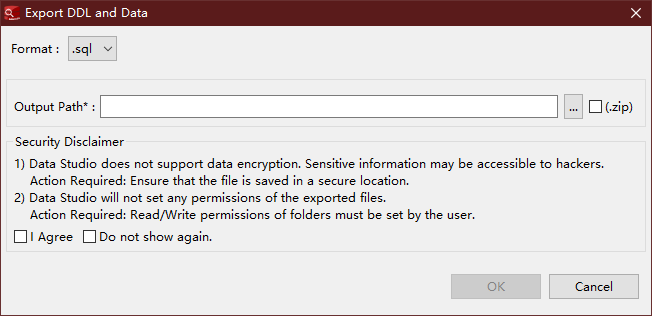 Export DDL and Data
Format : .sql
Output Path* : ... (.zip)
Security Disclaimer
1) Data Studio does not support data encryption. Sensitive information may be accessible to hackers.
Action Required: Ensure that the file is saved in a secure location.
2) Data Studio will not set any permissions of the exported files.
Action Required: Read/Write permissions of folders must be set by the user.
I Agree Do not show again.
OK Cancel